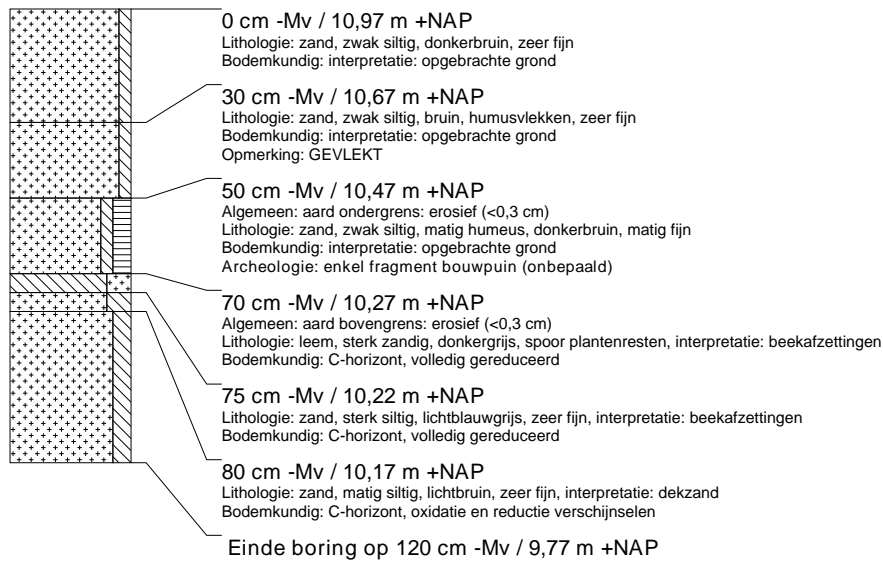 0 cm -Mv / 10,97 m +NAP
Lithologie: zand, zwak siltig, donkerbruin, zeer fijn
Bodemkundig: interpretatie: opgebrachte grond
30 cm -Mv / 10,67 m +NAP
Lithologie: zand, zwak siltig, bruin, humusvlekken, zeer fijn
Bodemkundig: interpretatie: opgebrachte grond
Opmerking: GEVLEKT
50 cm -Mv / 10,47 m +NAP
Algemeen: aard ondergrens: erosief (<0,3 cm)
Lithologie: zand, zwak siltig, matig humeus, donkerbruin, matig fijn
Bodemkundig: interpretatie: opgebrachte grond
Archeologie: enkel fragment bouwpuin (onbepaald)
70 cm -Mv / 10,27 m +NAP
Algemeen: aard bovengrens: erosief (<0,3 cm)
Lithologie: leem, sterk zandig, donkergrijs, spoor plantenresten, interpretatie: beekafzettingen
Bodemkundig: C-horizont, volledig gereduceerd
75 cm -Mv / 10,22 m +NAP
Lithologie: zand, sterk siltig, lichtblauwgrijs, zeer fijn, interpretatie: beekafzettingen
Bodemkundig: C-horizont, volledig gereduceerd
80 cm -Mv / 10,17 m +NAP
Lithologie: zand, matig siltig, lichtbruin, zeer fijn, interpretatie: dekzand
Bodemkundig: C-horizont, oxidatie en reductie verschijnselen
Einde boring op 120 cm -Mv / 9,77 m +NAP